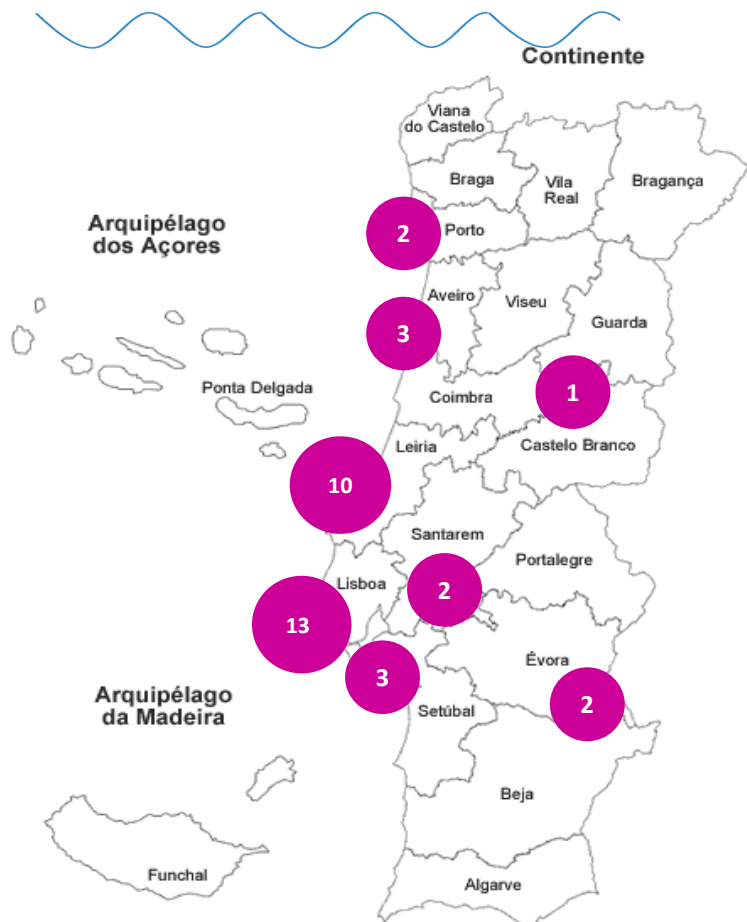 Continente
Viana
do Castelo
Braga
Vila
Real
Bragança
Arquipélago
dos Açores
2
Porto
Aveiro
Viseu
Guarda
3
Ponta Delgada
Coimbra
1
Leiria
Castelo Branco
10
Santarem
Portalegre
Lisboa
2
13
Évora
3
Arquipélago
da Madeira
Setúbal
2
Beja
Funchal
Algarve